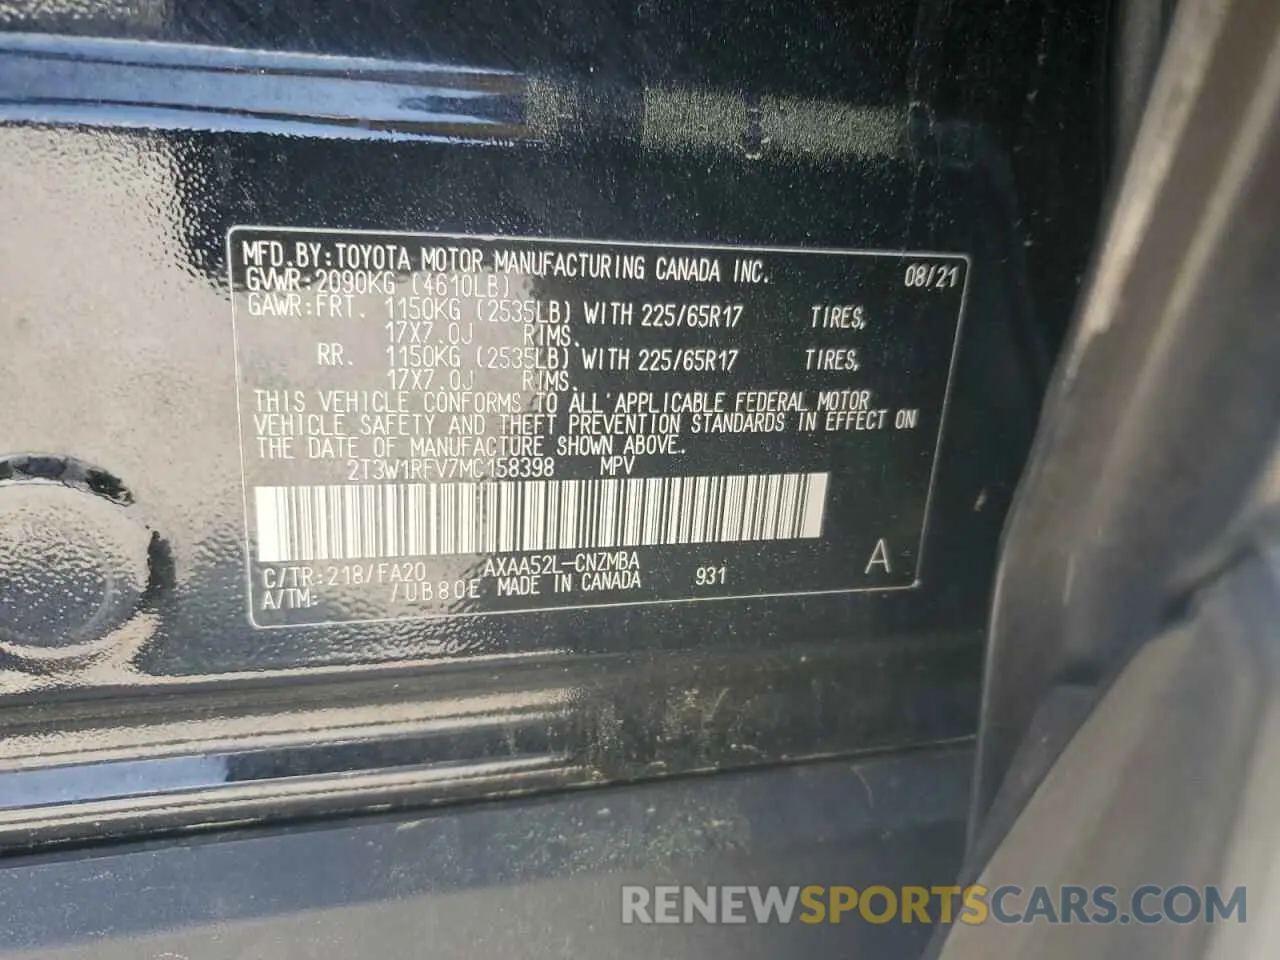 MFD.BY:TOYOTA MOTOR MANUFACTURING CANADA INC. 08/21
GVWR:2090KG (4610LB)
GAWR:FRT. 1150KG (2535LB) WITH 225/65R17 TIRES,
17X7.0J RIMS.
RR. 1150KG (2535LB) WITH 225/65R17 TIRES,
17X7.0J RIMS.
THIS VEHICLE CONFORMS TO ALL APPLICABLE FEDERAL MOTOR
VEHICLE SAFETY AND THEFT PREVENTION STANDARDS IN EFFECT ON
THE DATE OF MANUFACTURE SHOWN ABOVE.
2T3W1RFV7MC158398 MPV
C/TR:218/FA20 AXAA52L-CNZMBA
A/TM: /UB80E MADE IN CANADA 931 A
RENEWSPORTSCARS.COM